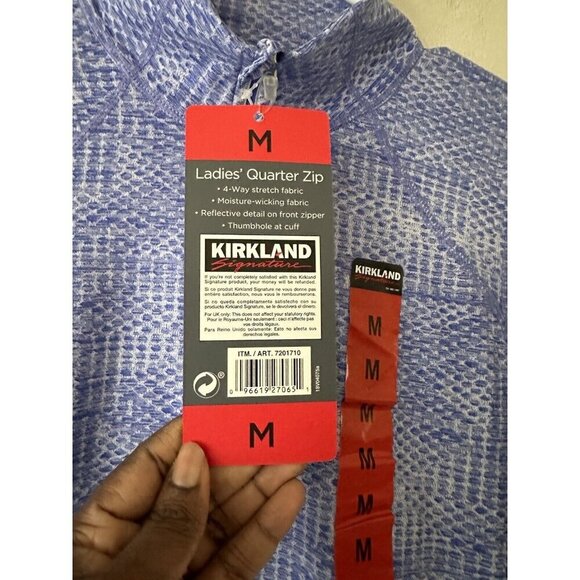 M
Ladies' Quarter Zip
• 4-Way stretch fabric
• Moisture-wicking fabric
• Reflective detail on front zipper
• Thumbhole at cuff
KIRKLAND
Signature
If you're not completely satisfied with this Kirkland
Signature product, your money will be refunded.
Si ce produit Kirkland Signature ne vous donne pas
entière satisfaction, nous vous le rembourserons.
Si no queda completamente satisfecho con su
producto Kirkland Signature, se le devolverá el dinero.
For UK only: This does not affect your statutory rights.
Pour le Royaume-Uni seulement : ceci n'affecte pas
vos droits légaux.
Para Reino Unido solamente: Esto no afecta sus
derechos legales.
ITM. / ART. 7201710
0 96619 27065 1
M
KIRKLAND
Signature
M
M
M
M
M
M